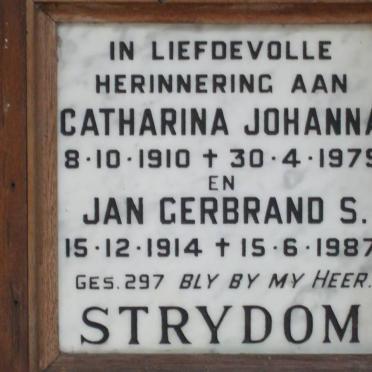 IN LIEFDEVOLLE
HERINNERING AAN
CATHARINA JOHANNA
8·10·1910 ✝ 30·4·1979
EN
JAN GERBRAND S.
15·12·1914 ✝ 15·6·1987
GES.297 BLY BY MY HEER.
STRYDOM